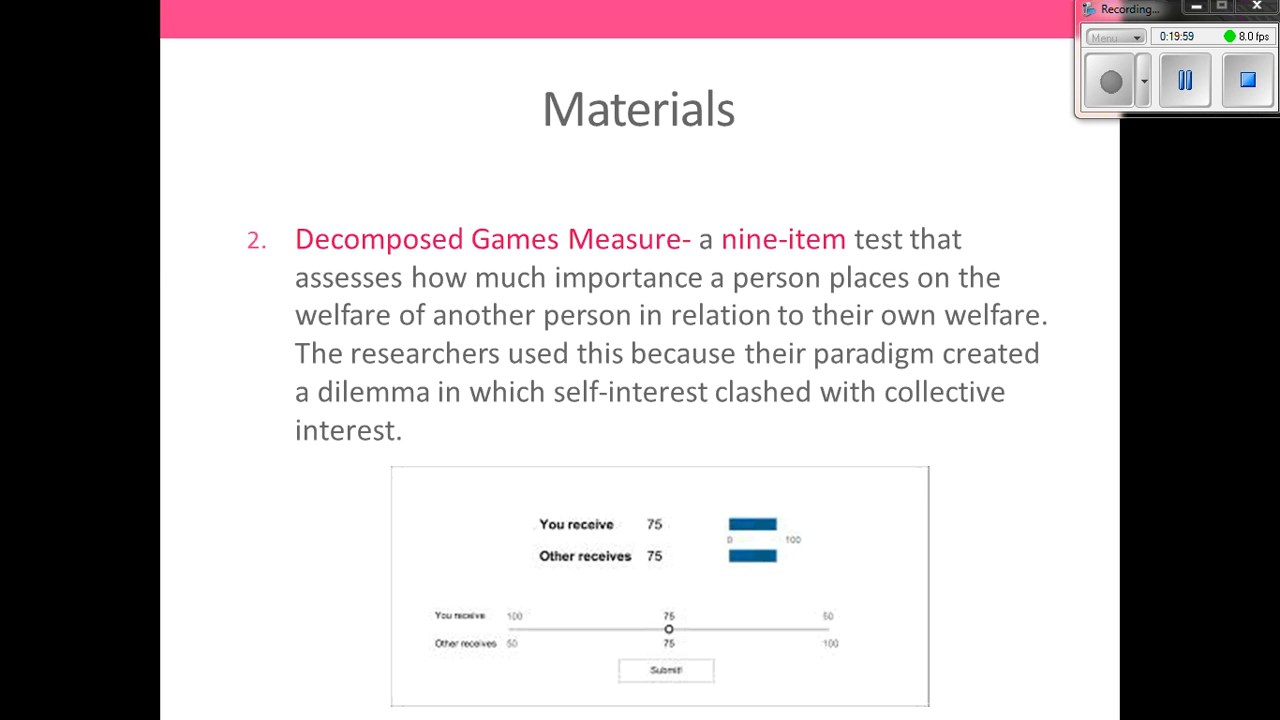 Recording...
Menu
0:19:59
8.0 fps
Materials
2. Decomposed Games Measure- a nine-item test that
assesses how much importance a person places on the
welfare of another person in relation to their own welfare.
The researchers used this because their paradigm created
a dilemma in which self-interest clashed with collective
interest.
You receive 75
0 100
Other receives 75
You receive 100 75 50
Other receives 50 75 100
Submit!